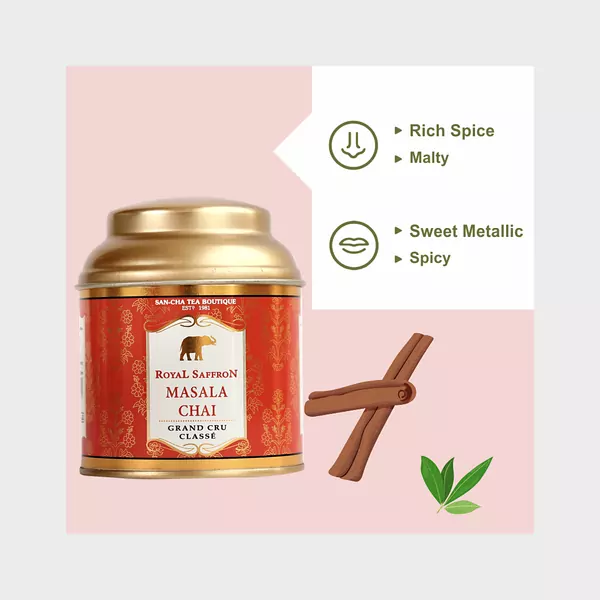 Rich Spice
Malty
Sweet Metallic
Spicy
SAN-CHA TEA BOUTIQUE
ESTD 1981
ROYAL SAFFRON
MASALA
CHAI
GRAND CRU
CLASSÉ